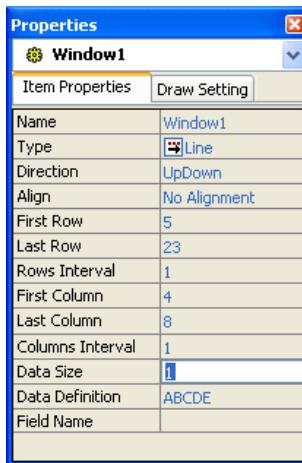 Properties
Window1
Item Properties Draw Setting
Name Window1
Type Line
Direction UpDown
Align No Alignment
First Row 5
Last Row 23
Rows Interval 1
First Column 4
Last Column 8
Columns Interval 1
Data Size 1
Data Definition ABCDE
Field Name